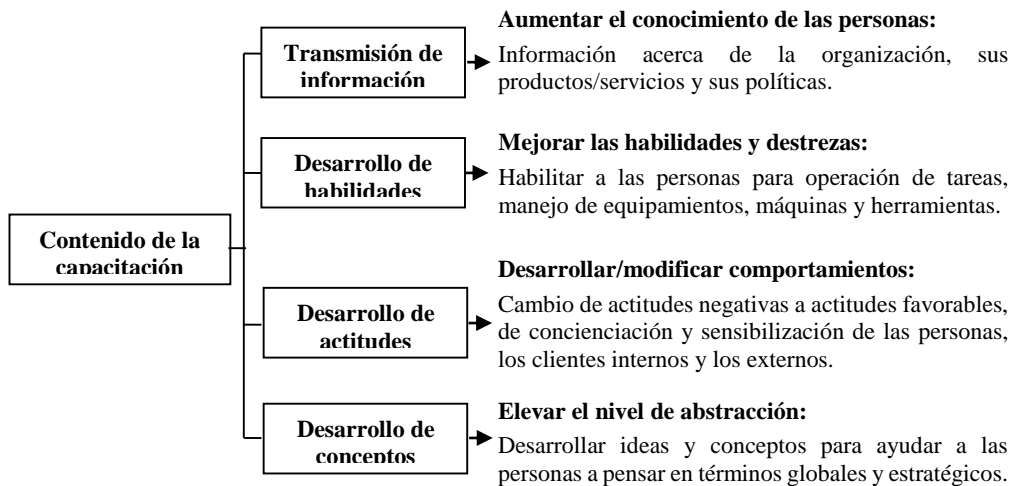 Contenido de la
capacitación
Transmisión de
información
Aumentar el conocimiento de las personas:
Información acerca de la organización, sus
productos/servicios y sus políticas.
Desarrollo de
habilidades
Mejorar las habilidades y destrezas:
Habilitar a las personas para operación de tareas,
manejo de equipamientos, máquinas y herramientas.
Desarrollo de
actitudes
Desarrollar/modificar comportamientos:
Cambio de actitudes negativas a actitudes favorables,
de concienciación y sensibilización de las personas,
los clientes internos y los externos.
Desarrollo de
conceptos
Elevar el nivel de abstracción:
Desarrollar ideas y conceptos para ayudar a las
personas a pensar en términos globales y estratégicos.